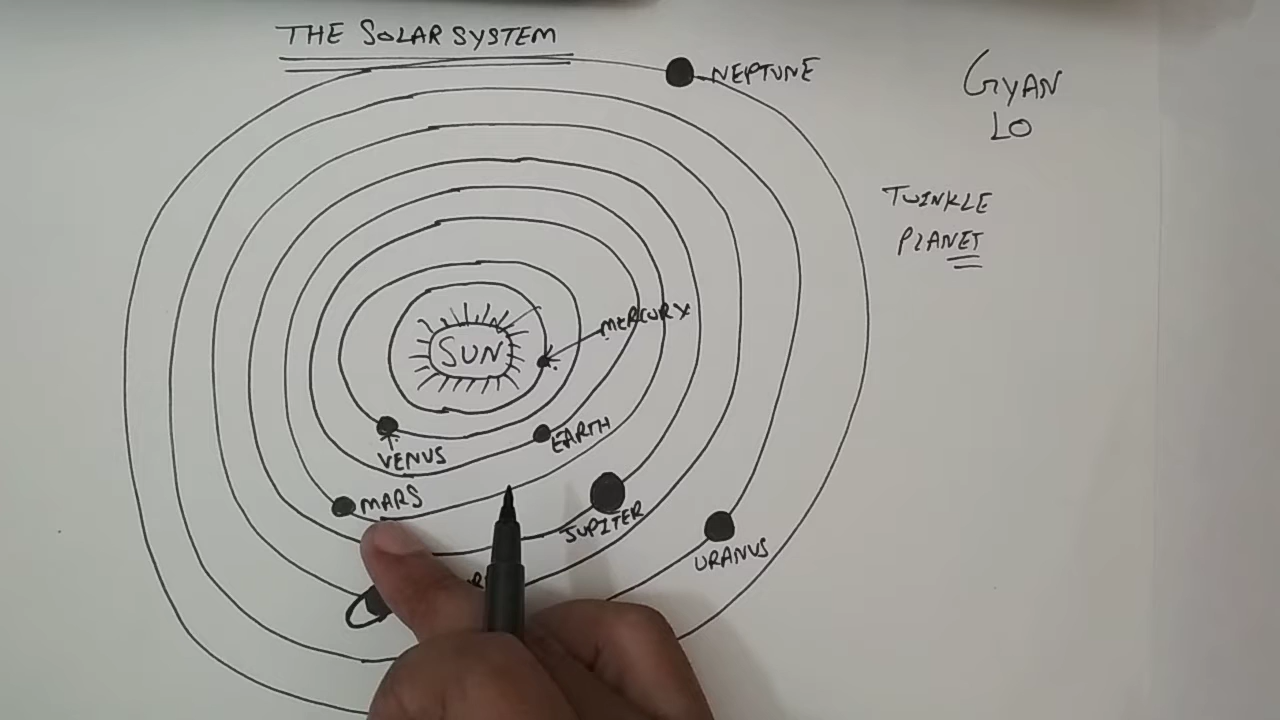 THE SOLAR SYSTEM
NEPTUNE
GYAN
LO
TWINKLE
PLANET
MERCURY
SUN
EARTH
VENUS
MARS
JUPITER
URANUS